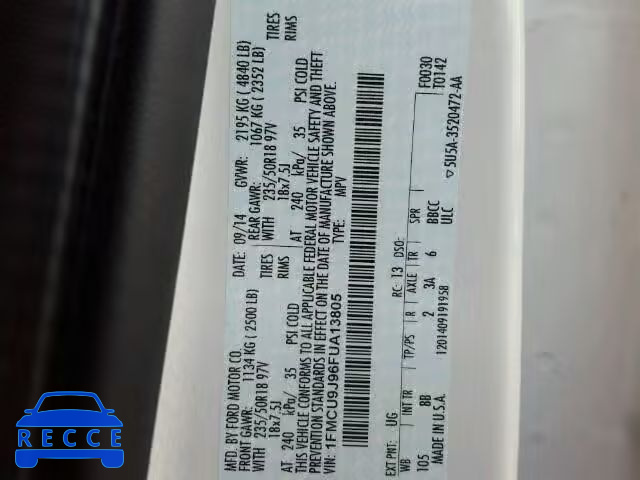 MFD. BY FORD MOTOR CO.
DATE: 09/14 GVWR: 2195 KG ( 4840 LB)
FRONT GAWR: 1134 KG ( 2500 LB) REAR GAWR: 1067 KG ( 2352 LB)
WITH 235/50R18 97V TIRES WITH 235/50R18 97V TIRES
18x7.5J RIMS 18x7.5J RIMS
AT 240 kPa/ 35 PSI COLD AT 240 kPa/ 35 PSI COLD
THIS VEHICLE CONFORMS TO ALL APPLICABLE FEDERAL MOTOR VEHICLE SAFETY AND THEFT
PREVENTION STANDARDS IN EFFECT ON THE DATE OF MANUFACTURE SHOWN ABOVE.
VIN: 1FMCU9J96FUA13805 TYPE: MPV
F0030
T0142
EXT PNT: UG RC: 13 DSO:
WB INT TR TP/PS R AXLE TR SPR
105 8B 2 3A 6 BBCC
ULC
MADE IN U.S.A. 120140919195B
▽5U5A-3520472-AA
1FRECCE